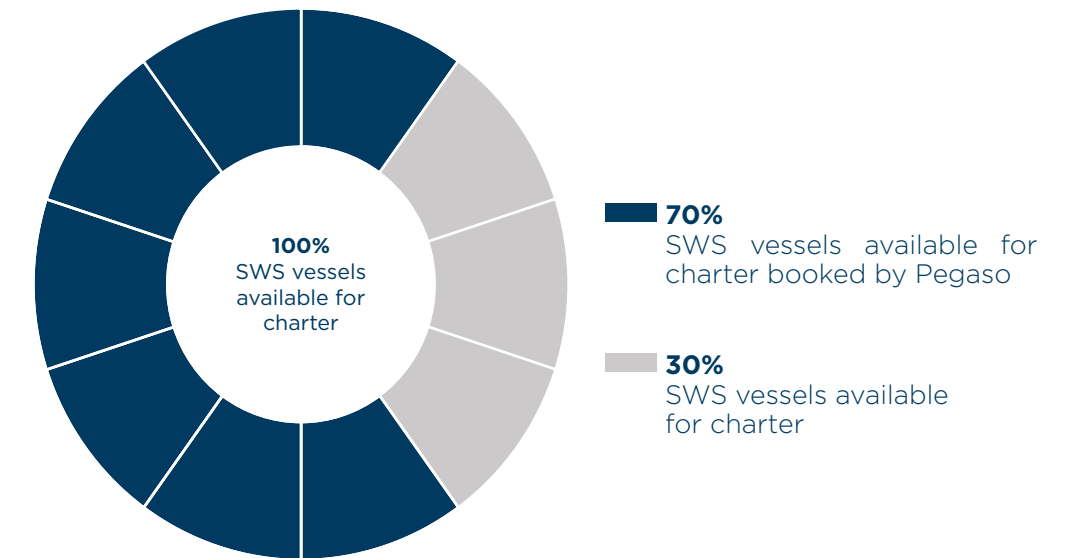 100%
SWS vessels
available for
charter
70%
SWS vessels available for
charter booked by Pegaso
30%
SWS vessels available
for charter